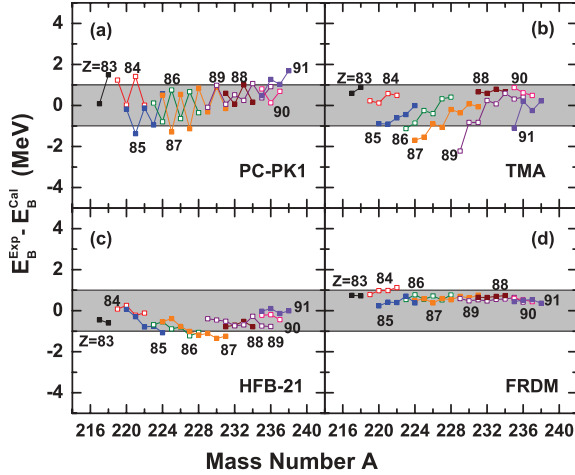 (a)
(b)
Z=83 84 86 89 88 91
Z=83 84 88 90
85 87 90
85 86 87 89 91
PC-PK1
TMA
(c)
(d)
84 91
Z=83 84 86 88 91
Z=83 85 86 87 88 89 90
85 87 89 90
HFB-21
FRDM
4
2
0
-2
-4
4
2
0
-2
-4
E_B^Exp - E_B^Cal (MeV)
216 220 224 228 232 236 216 220 224 228 232 236 240
Mass Number A